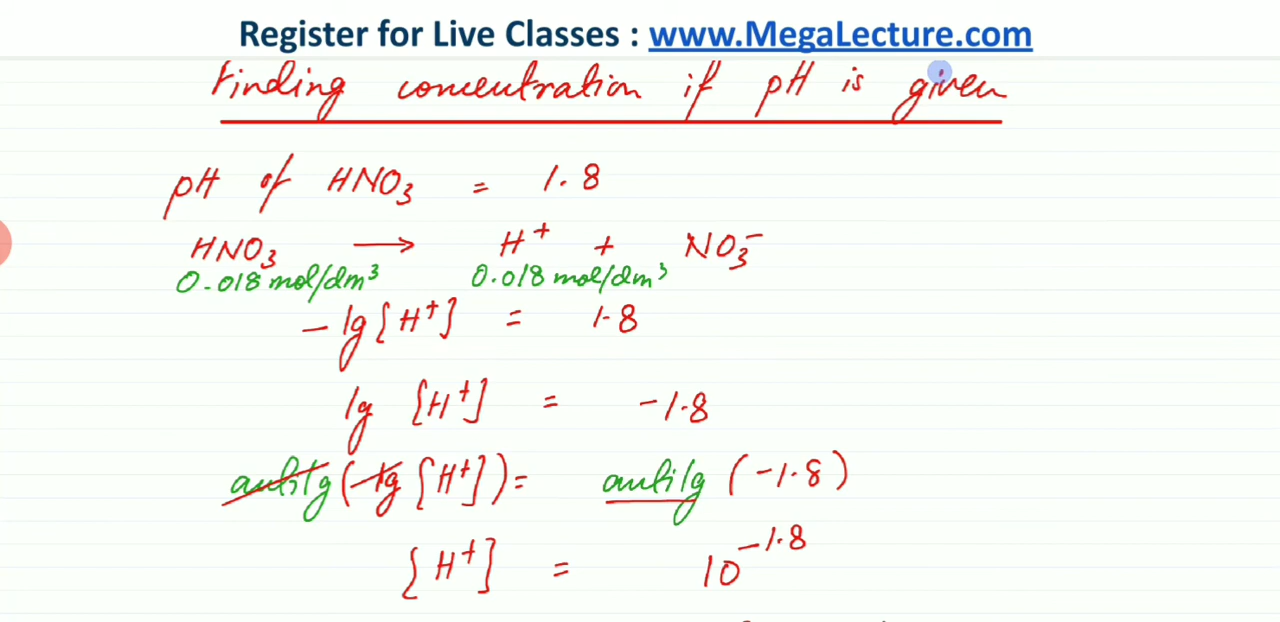 Register for Live Classes : www.MegaLecture.com
Finding concentration if pH is given
pH of HNO₃ = 1.8
HNO₃ → H⁺ + NO₃⁻
0.018 mol/dm³ 0.018 mol/dm³
-lg[H⁺] = 1.8
lg [H⁺] = -1.8
antilg(lg [H⁺]) = antilg (-1.8)
[H⁺] = 10⁻¹·⁸